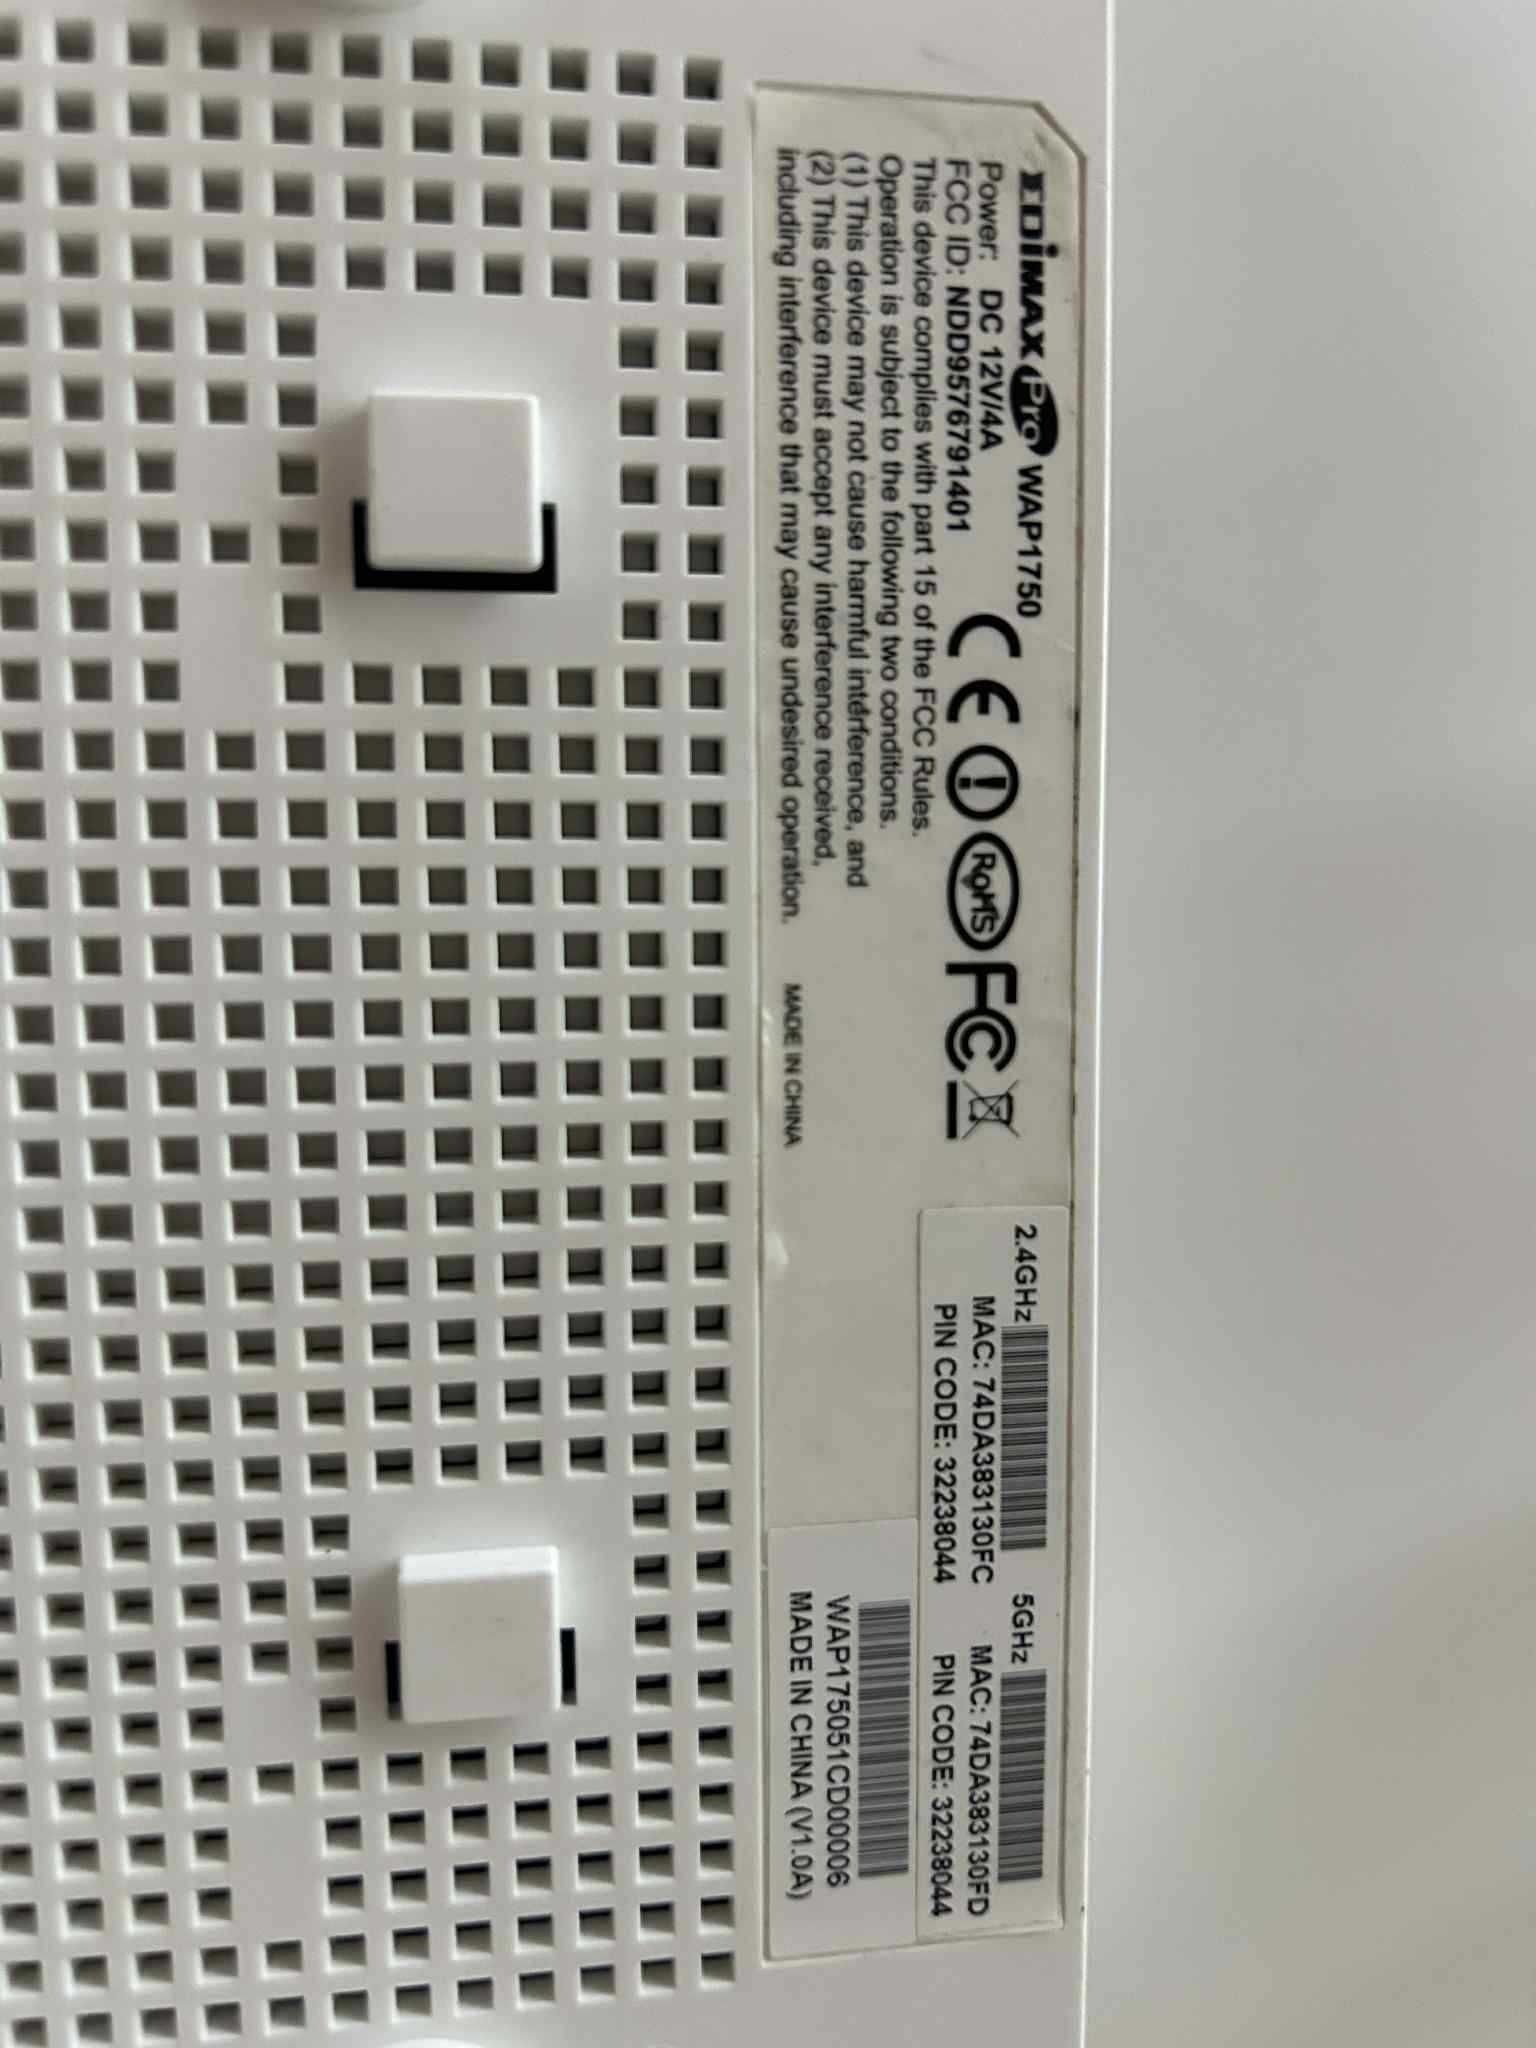 EDiMAX Pro WAP1750
Power: DC 12V/4A
FCC ID: NDD9576791401
This device complies with part 15 of the FCC Rules.
Operation is subject to the following two conditions.
(1) This device may not cause harmful interference, and
(2) This device must accept any interference received,
including interference that may cause undesired operation.
MADE IN CHINA
CE
RoHS
FC
2.4GHz
MAC: 74DA383130FC
PIN CODE: 32238044
5GHz
MAC: 74DA383130FD
PIN CODE: 32238044
WAP175051CD00006
MADE IN CHINA (V1.0A)